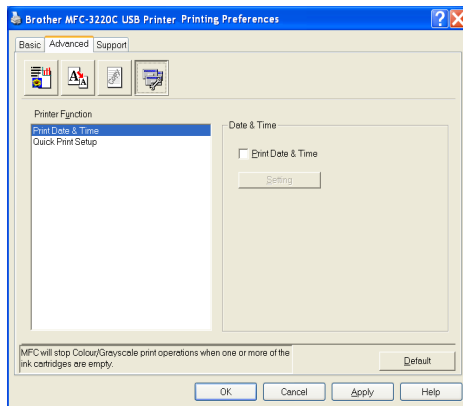 Brother MFC-3220C USB Printer Printing Preferences
Basic Advanced Support
Printer Function
Print Date & Time
Quick Print Setup
Date & Time
Print Date & Time
Setting
MFC will stop Colour/Grayscale print operations when one or more of the
ink cartridges are empty.
Default
OK Cancel Apply Help